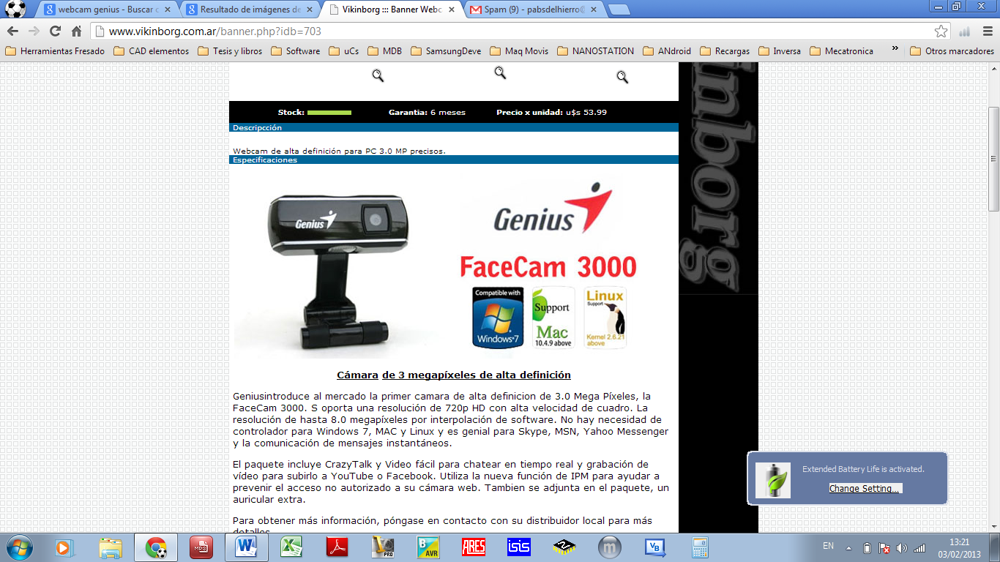 webcam genius - Buscar c
Resultado de imágenes de
Vikinborg ::: Banner Webc
Spam (9) - pabsdelhierro@
www.vikinborg.com.ar/banner.php?idb=703
Herramientas Fresado
CAD elementos
Tesis y libros
Software
uCs
MDB
SamsungDeve
Maq Movis
NANOSTATION
ANdroid
Recargas
Inversa
Mecatronica
»
Otros marcadores
inborg
Stock:
Garantia: 6 meses
Precio x unidad: u$s 53.99
Descripcción
Webcam de alta definición para PC 3.0 MP precisos.
Especificaciones
Genius
Genius
FaceCam 3000
Compatible with
Windows 7
Support
Mac
10.4.9 above
Linux
Support
Kernel 2.6.21
above
Cámara de 3 megapíxeles de alta definición
Geniusintroduce al mercado la primer camara de alta definicion de 3.0 Mega Píxeles, la
FaceCam 3000. S oporta una resolución de 720p HD con alta velocidad de cuadro. La
resolución de hasta 8.0 megapíxeles por interpolación de software. No hay necesidad de
controlador para Windows 7, MAC y Linux y es genial para Skype, MSN, Yahoo Messenger
y la comunicación de mensajes instantáneos.
El paquete incluye CrazyTalk y Video fácil para chatear en tiempo real y grabación de
vídeo para subirlo a YouTube o Facebook. Utiliza la nueva función de IPM para ayudar a
prevenir el acceso no autorizado a su cámara web. Tambien se adjunta en el paquete, un
auricular extra.
Para obtener más información, póngase en contacto con su distribuidor local para más
detalles
Extended Battery Life is activated.
Change Setting...
MP3
PRO
B
AVR
ARES
ISIS
m
VB
EN
13:21
03/02/2013